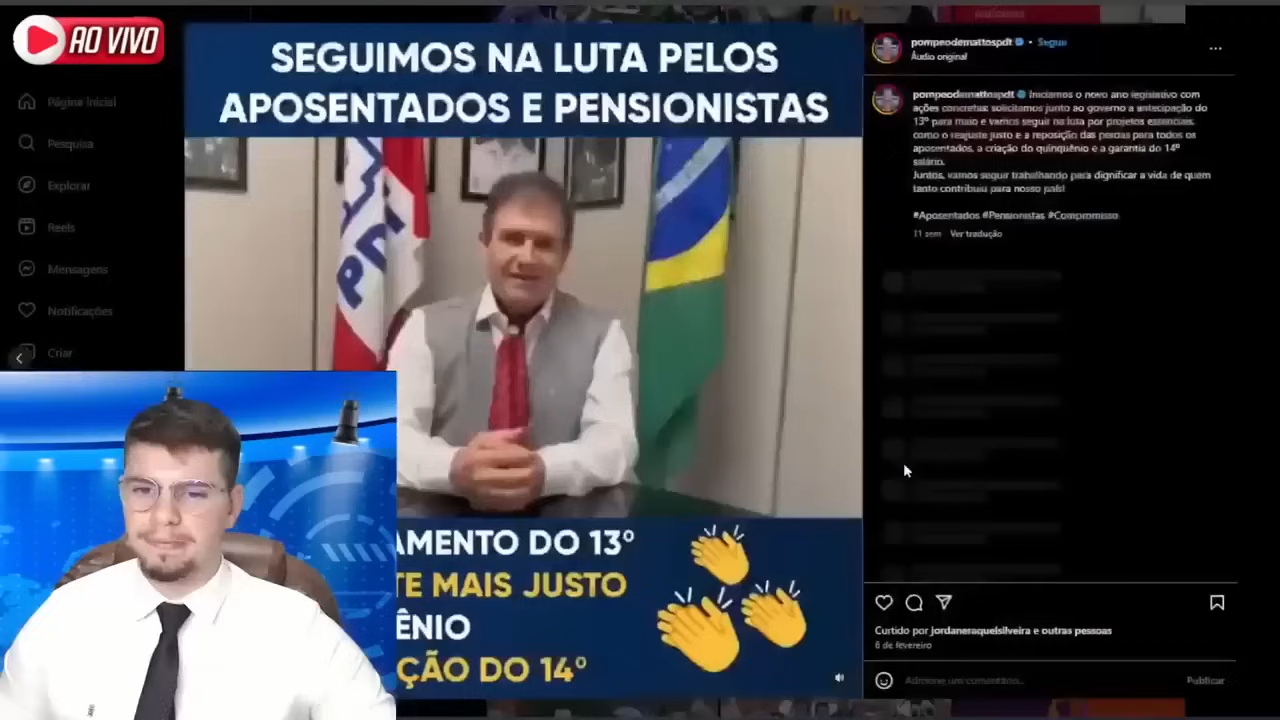 AO VIVO
Página inicial
Pesquisa
Explorar
Reels
Mensagens
Notificações
Criar
SEGUIMOS NA LUTA PELOS
APOSENTADOS E PENSIONISTAS
AMENTO DO 13º
TE MAIS JUSTO
ÊNIO
ÇÃO DO 14º
pompeodemattospdt • Seguir
Áudio original
pompeodemattospdt Iniciamos o novo ano legislativo com
ações concretas: solicitamos junto ao governo a antecipação do
13º para maio e vamos seguir na luta por projetos essenciais,
como o reajuste justo e a reposição das perdas para todos os
aposentados, a criação do quinquênio e a garantia do 14º
salário.
Juntos, vamos seguir trabalhando para dignificar a vida de quem
tanto contribuiu para nosso país!
#Aposentados #Pensionistas #Compromisso
11 sem Ver tradução
Curtido por jordaneraquelsilveira e outras pessoas
6 de fevereiro
Adicione um comentário...
Publicar